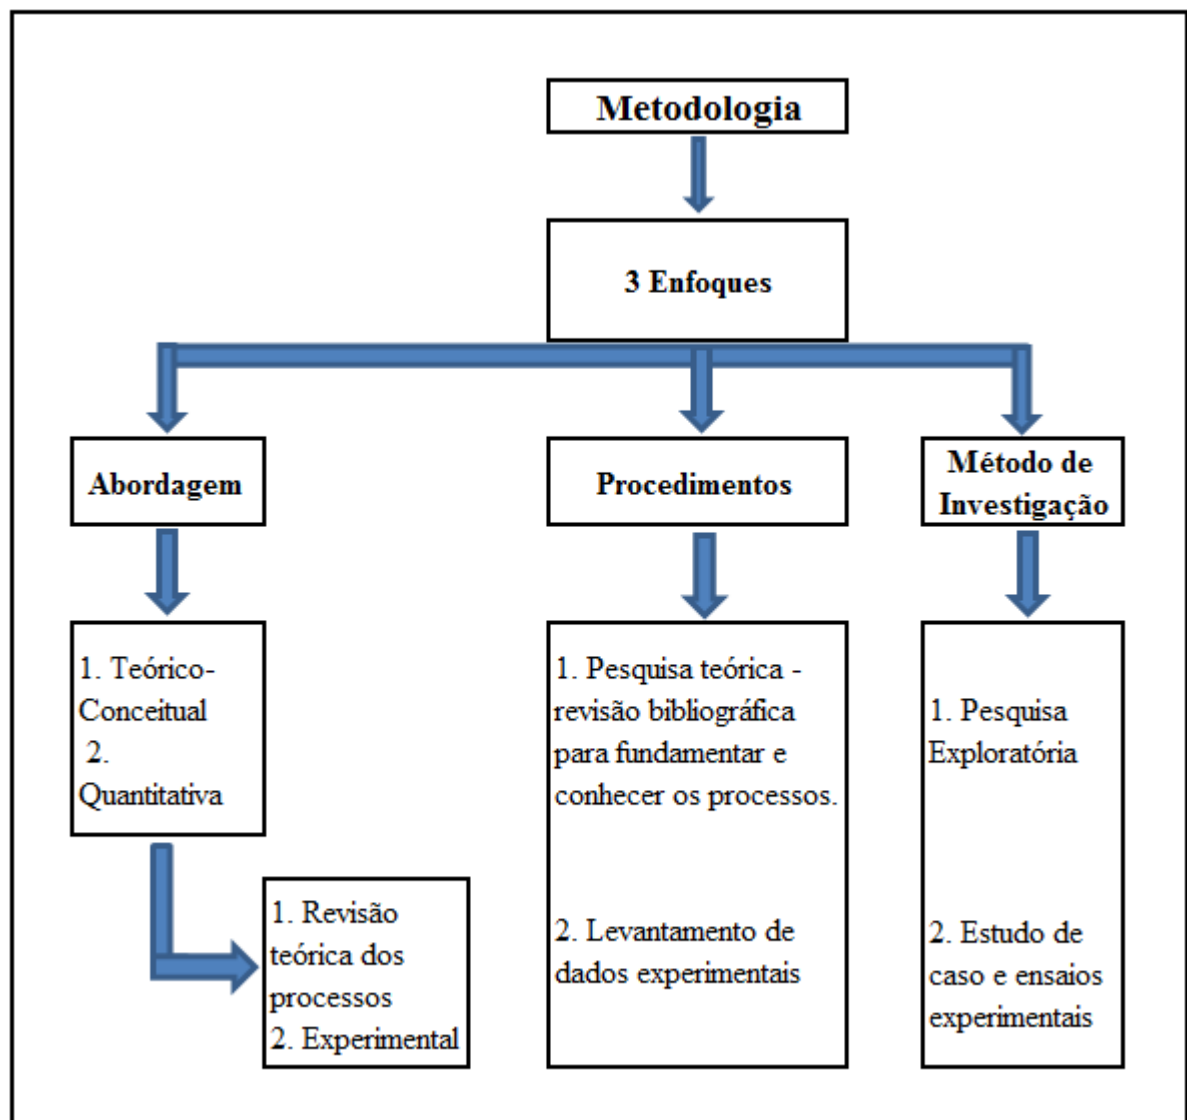 Metodologia
3 Enfoques
Abordagem
Procedimentos
Método de
Investigação
1. Teórico-
Conceitual
2.
Quantitativa
1. Revisão
teórica dos
processos
2. Experimental
1. Pesquisa teórica -
revisão bibliográfica
para fundamentar e
conhecer os processos.
2. Levantamento de
dados experimentais
1. Pesquisa
Exploratória
2. Estudo de
caso e ensaios
experimentais